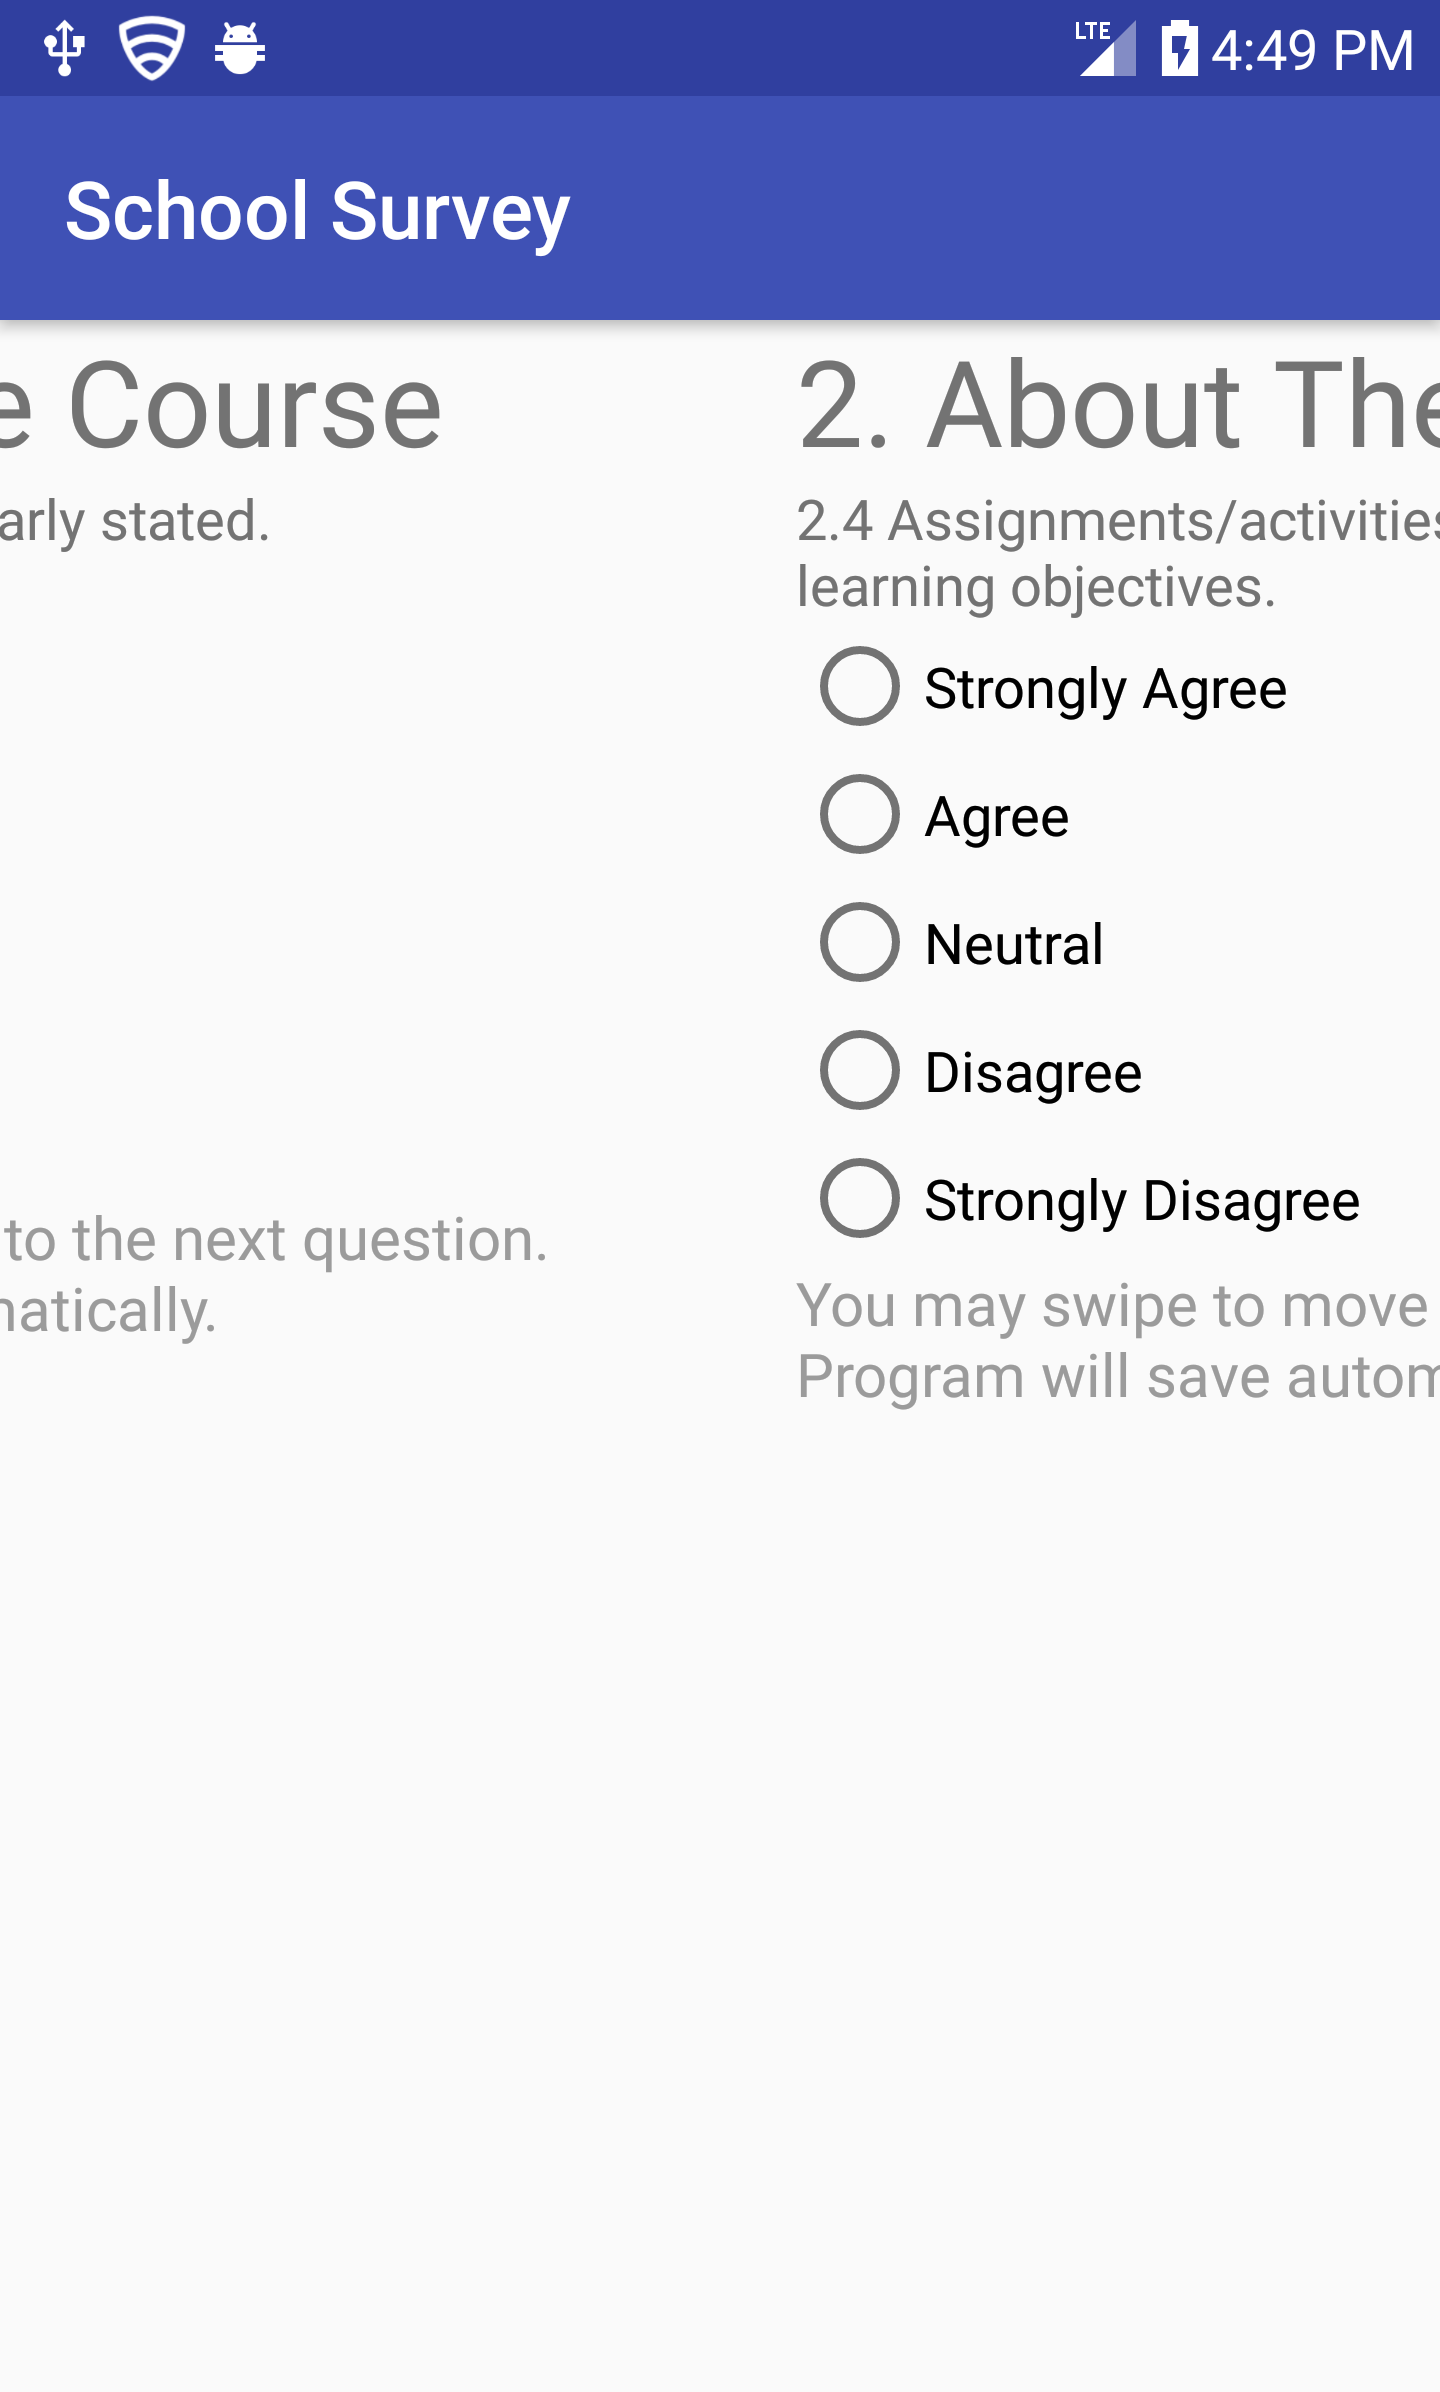 LTE 4:49 PM
School Survey
e Course
arly stated.
to the next question.
natically.
2. About The
2.4 Assignments/activities
learning objectives.
Strongly Agree
Agree
Neutral
Disagree
Strongly Disagree
You may swipe to move
Program will save autom